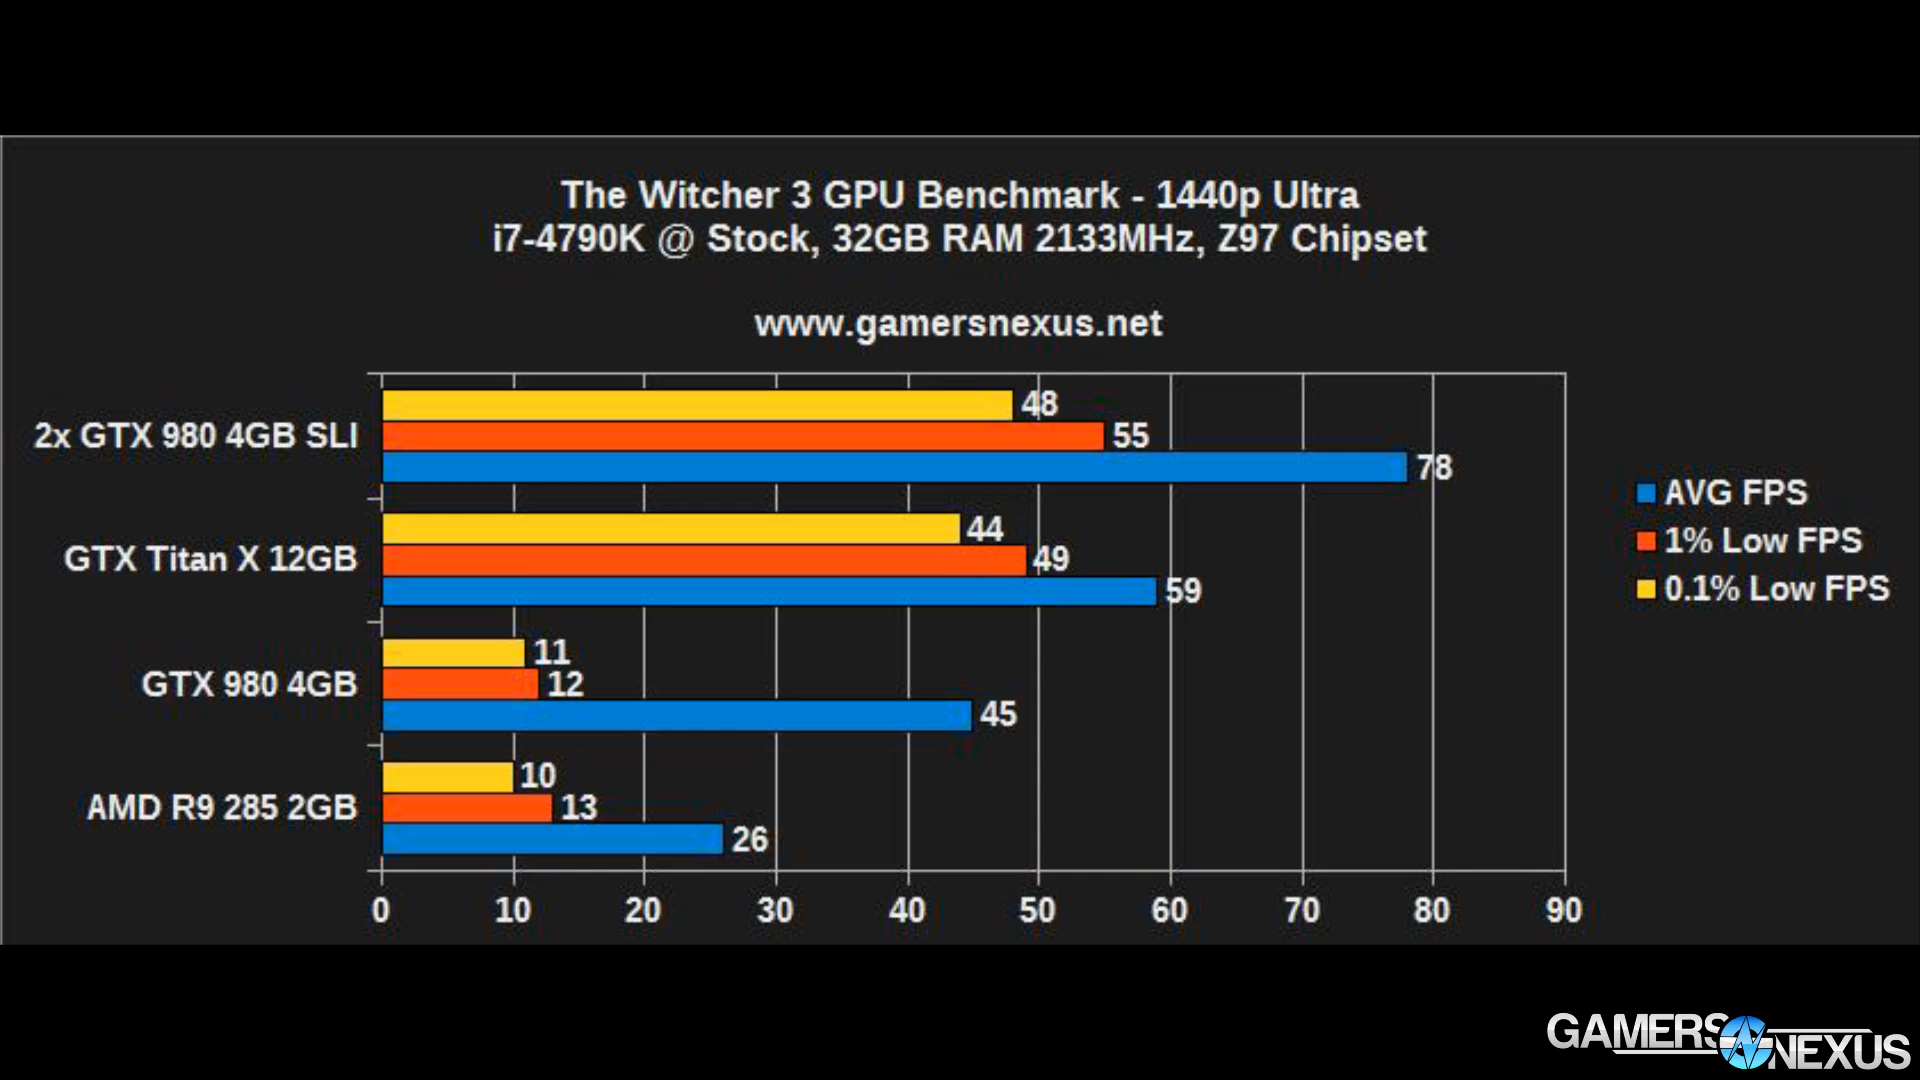 The Witcher 3 GPU Benchmark - 1440p Ultra
i7-4790K @ Stock, 32GB RAM 2133MHz, Z97 Chipset
www.gamersnexus.net
2x GTX 980 4GB SLI
48
55
78
GTX Titan X 12GB
44
49
59
GTX 980 4GB
11
12
45
AMD R9 285 2GB
10
13
26
0 10 20 30 40 50 60 70 80 90
AVG FPS
1% Low FPS
0.1% Low FPS
GAMERS
NEXUS